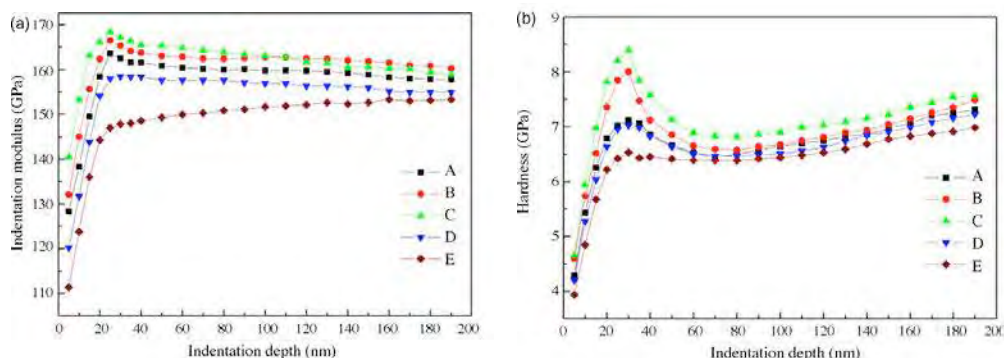 (a)
170
160
150
140
130
120
110
Indentation modulus (GPa)
A
B
C
D
E
0 20 40 60 80 100 120 140 160 180 200
Indentation depth (nm)
(b)
9
8
7
6
5
4
Hardness (GPa)
A
B
C
D
E
0 20 40 60 80 100 120 140 160 180 200
Indentation depth (nm)